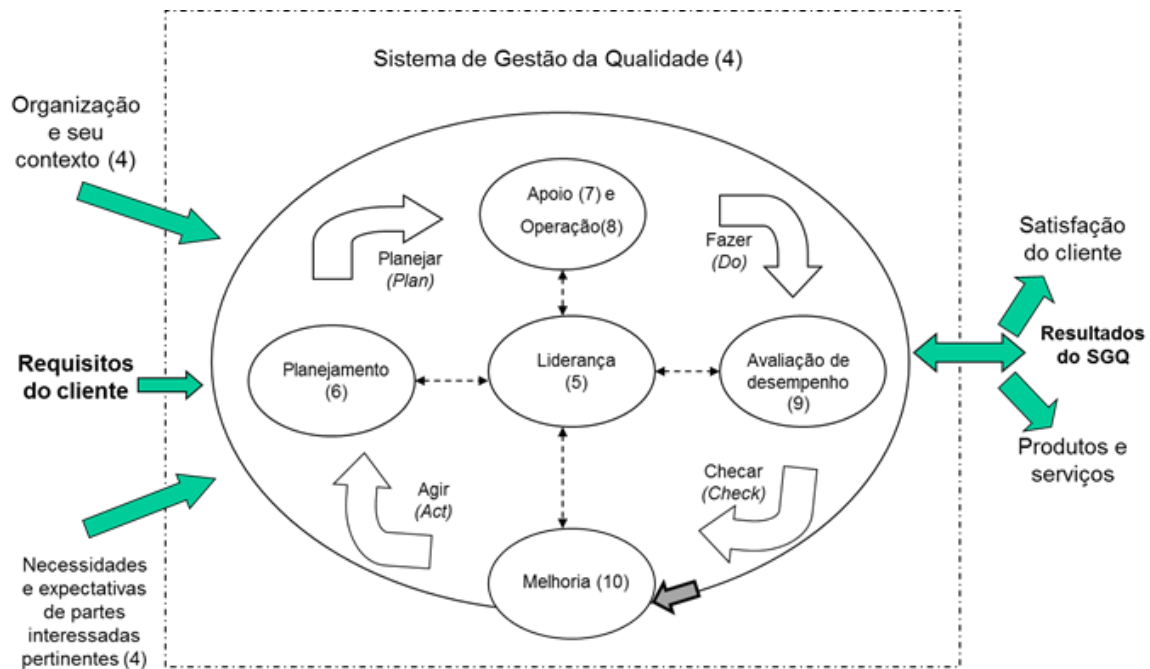 Sistema de Gestão da Qualidade (4)
Organização
e seu
contexto (4)
Requisitos
do cliente
Necessidades
e expectativas
de partes
interessadas
pertinentes (4)
Apoio (7) e
Operação(8)
Planejar
(Plan)
Fazer
(Do)
Planejamento
(6)
Liderança
(5)
Avaliação de
desempenho
(9)
Agir
(Act)
Checar
(Check)
Melhoria (10)
Satisfação
do cliente
Resultados
do SGQ
Produtos e
serviços